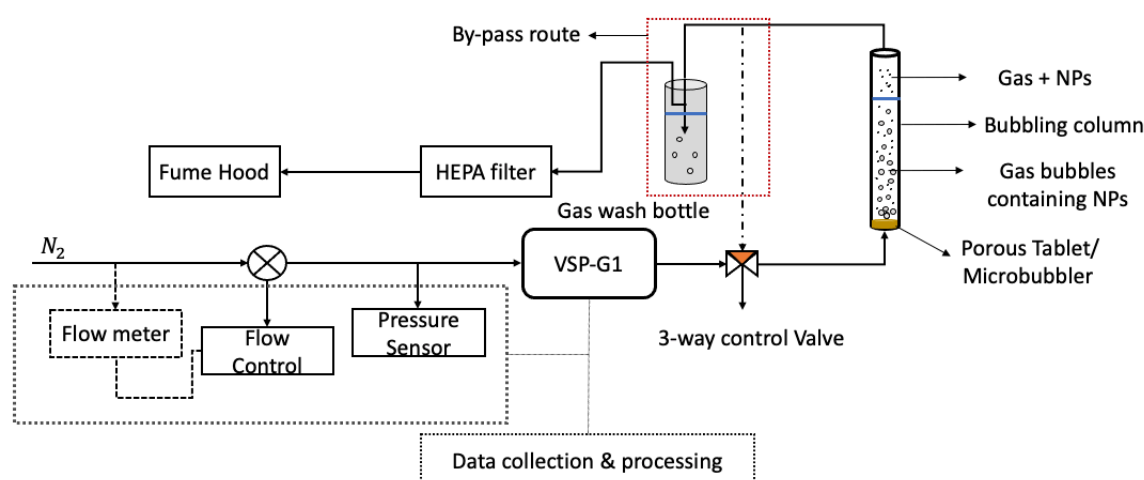 By-pass route
Gas + NPs
Bubbling column
Gas bubbles
containing NPs
Porous Tablet/
Microbubbler
Fume Hood
HEPA filter
Gas wash bottle
N₂
VSP-G1
3-way control Valve
Flow meter
Flow
Control
Pressure
Sensor
Data collection & processing